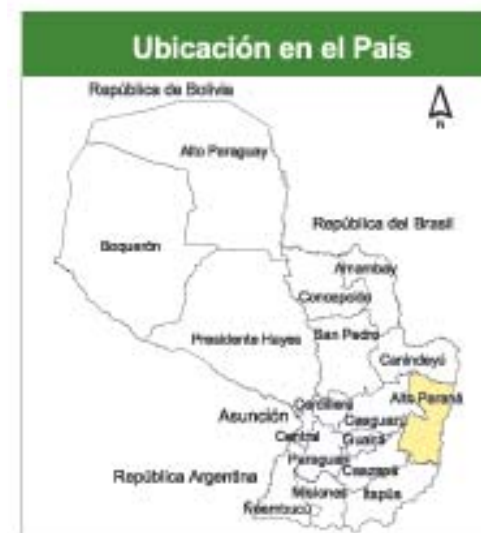 Ubicación en el País
República de Bolivia
N
Alto Paraguay
República del Brasil
Boquerón
Amambay
Concepción
Presidente Hayes
San Pedro
Canindeyú
Alto Paraná
Cordillera
Asunción
Caaguazú
Central
Guairá
Paraguarí
Caazapá
República Argentina
Misiones
Itapúa
Ñeembucú